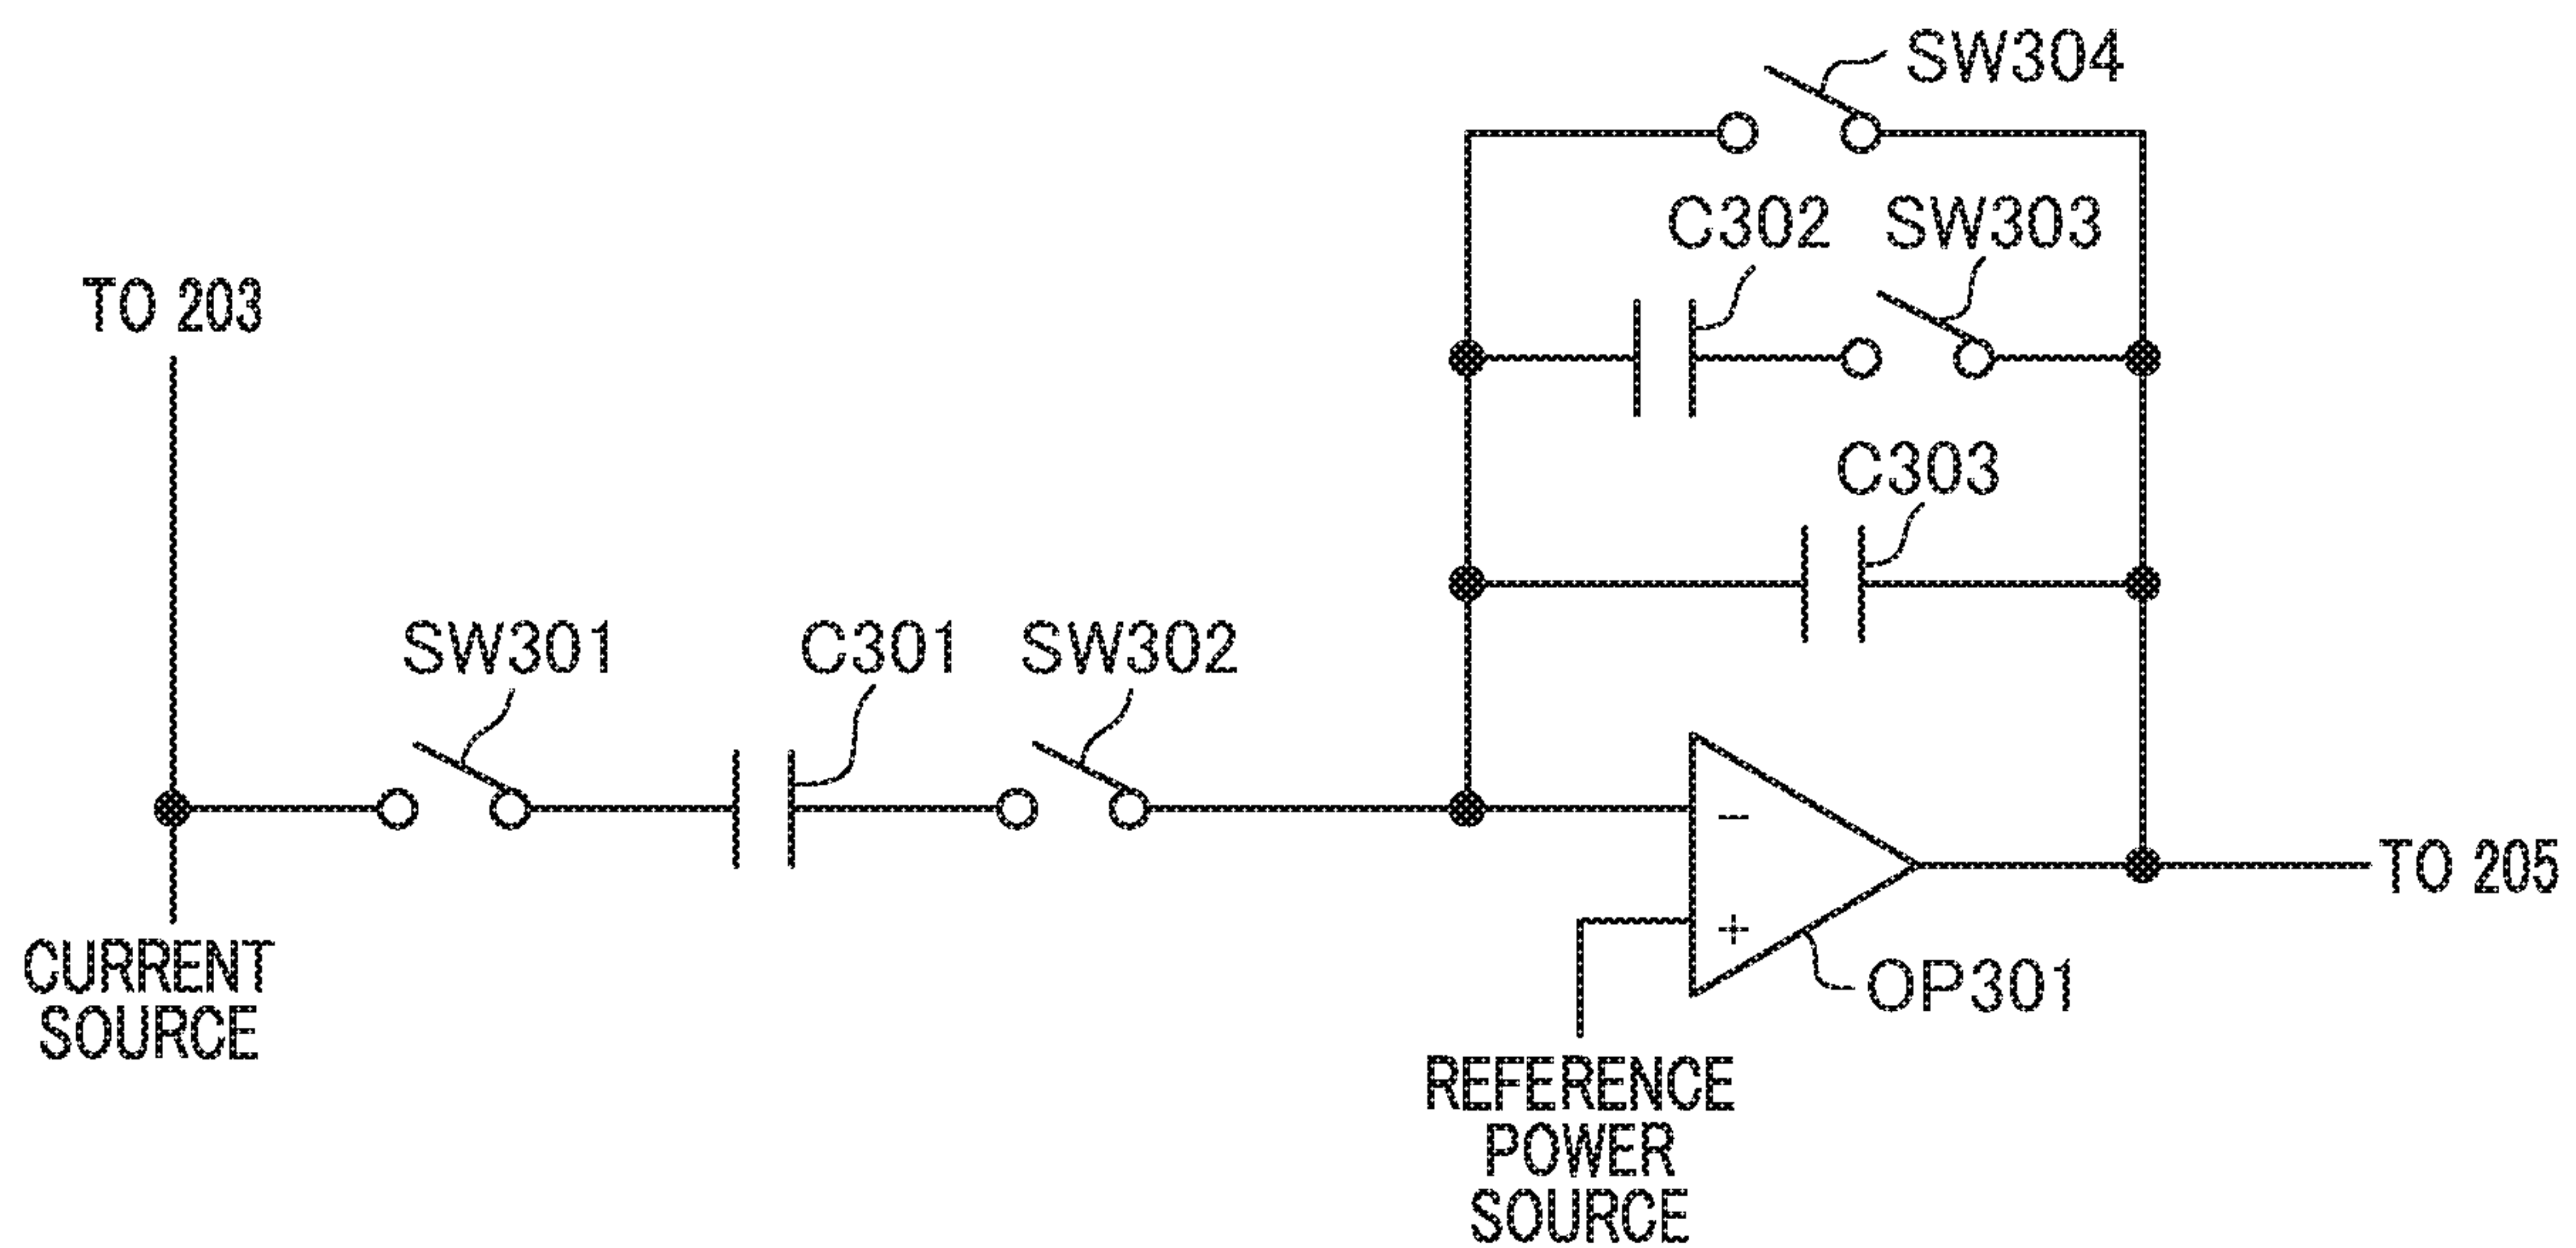 SW304
C302
SW303
TO 203
C303
SW301
C301
SW302
−
TO 205
+
CURRENT
SOURCE
OP301
REFERENCE
POWER
SOURCE